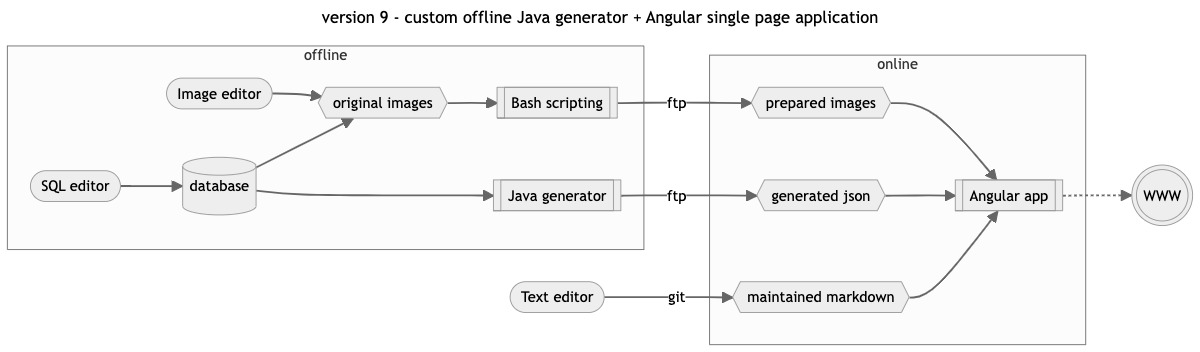 version 9 - custom offline Java generator + Angular single page application
offline
online
Image editor
original images
Bash scripting
ftp
prepared images
SQL editor
database
Java generator
ftp
generated json
Angular app
WWW
Text editor
git
maintained markdown